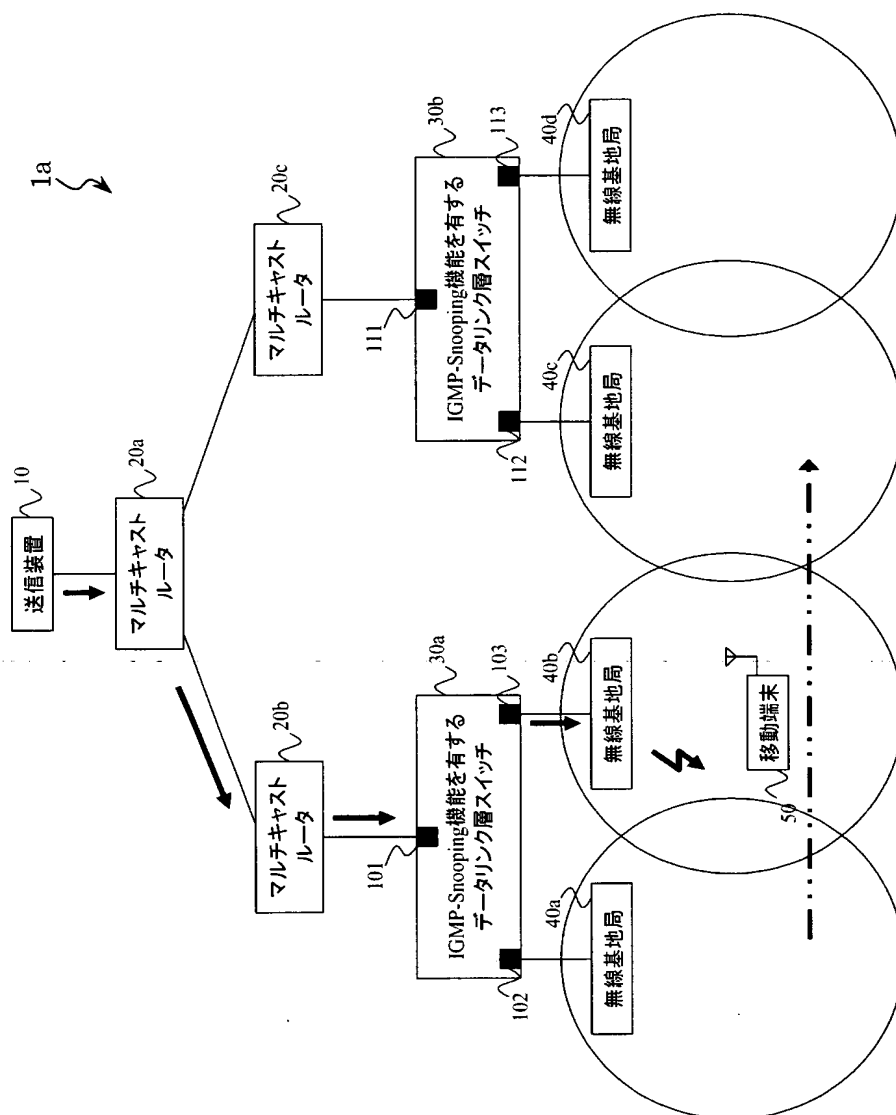 1a
10
送信装置
20a
マルチキャスト
ルータ
20b
マルチキャスト
ルータ
20c
マルチキャスト
ルータ
101
30a
IGMP-Snooping機能を有する
データリンク層スイッチ
102
103
111
30b
IGMP-Snooping機能を有する
データリンク層スイッチ
112
113
40a
無線基地局
40b
無線基地局
40c
無線基地局
40d
無線基地局
移動端末
50